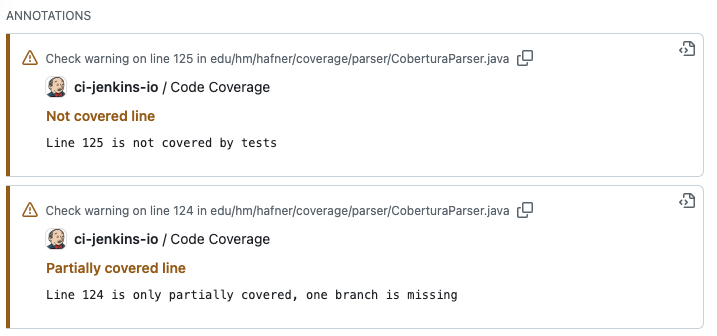 ANNOTATIONS
Check warning on line 125 in edu/hm/hafner/coverage/parser/CoberturaParser.java
ci-jenkins-io / Code Coverage
Not covered line
Line 125 is not covered by tests
Check warning on line 124 in edu/hm/hafner/coverage/parser/CoberturaParser.java
ci-jenkins-io / Code Coverage
Partially covered line
Line 124 is only partially covered, one branch is missing